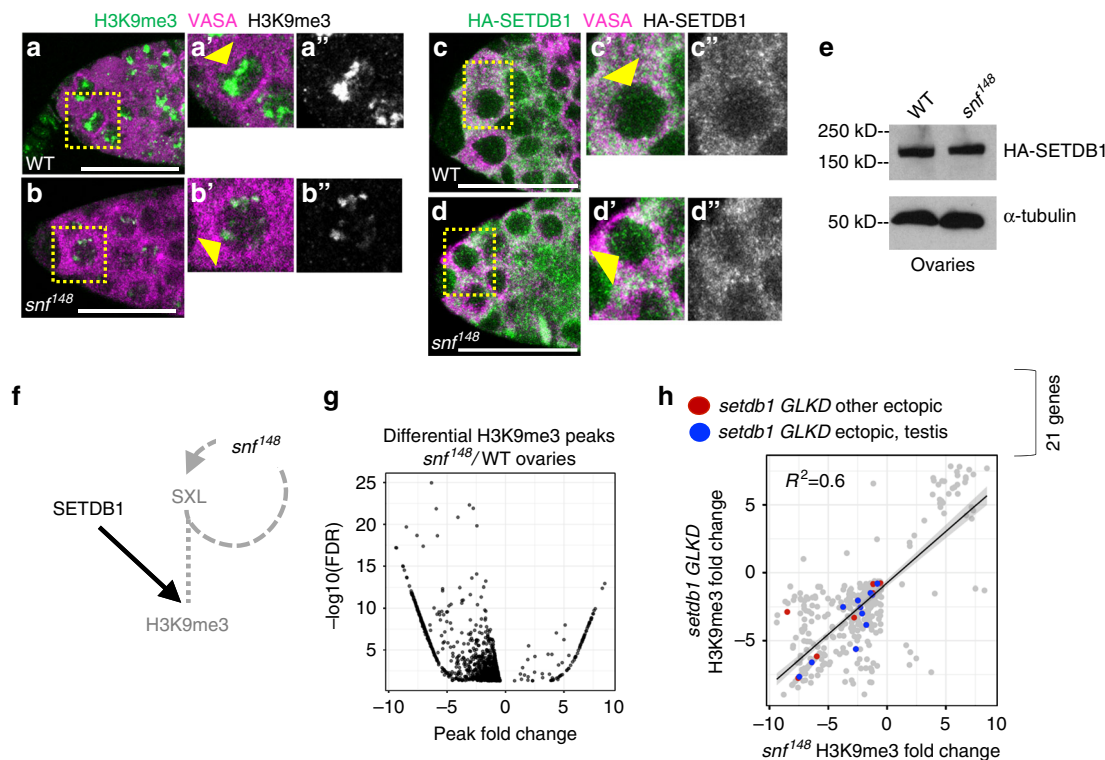 H3K9me3 VASA H3K9me3
HA-SETDB1 VASA HA-SETDB1
a
a'
a''
WT
b
b'
b''
snf148
c
c'
c''
WT
d
d'
d''
snf148
e
WT
snf148
250 kD--
150 kD--
HA-SETDB1
50 kD--
α-tubulin
Ovaries
f
snf148
SXL
SETDB1
H3K9me3
g
Differential H3K9me3 peaks
snf148/WT ovaries
–log10(FDR)
25
20
15
10
5
–10
–5
0
5
10
Peak fold change
h
setdb1 GLKD other ectopic
setdb1 GLKD ectopic, testis
21 genes
R2=0.6
setdb1 GLKD
H3K9me3 fold change
5
0
–5
–10
–5
0
5
10
snf148 H3K9me3 fold change